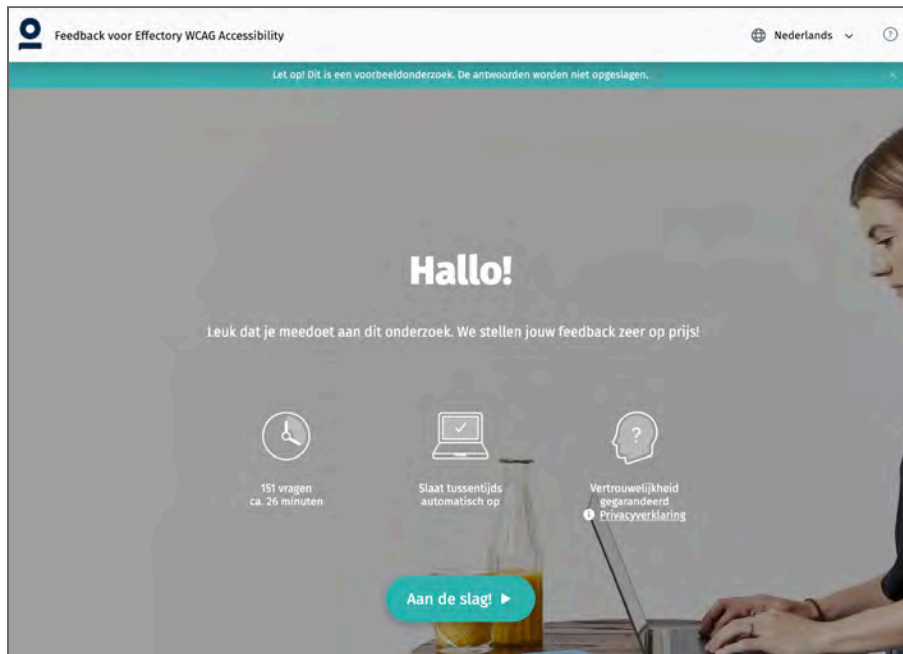 Feedback voor Effectory WCAG Accessibility
Nederlands
?
Let op! Dit is een voorbeeldonderzoek. De antwoorden worden niet opgeslagen.
Hallo!
Leuk dat je meedoet aan dit onderzoek. We stellen jouw feedback zeer op prijs!
?
151 vragen
ca. 26 minuten
Slaat tussentijds
automatisch op
Vertrouwelijkheid
gegarandeerd
Privacyverklaring
Aan de slag!